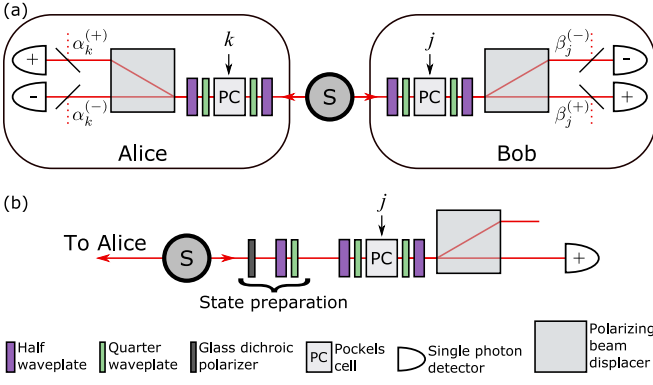 (a)
α_k^(+)
k
j
β_j^(-)
+
-
-
+
PC
S
PC
α_k^(-)
β_j^(+)
Alice
Bob
(b)
j
To Alice
S
PC
+
State preparation
Half waveplate
Quarter waveplate
Glass dichroic polarizer
PC
Pockels cell
Single photon detector
Polarizing beam displacer